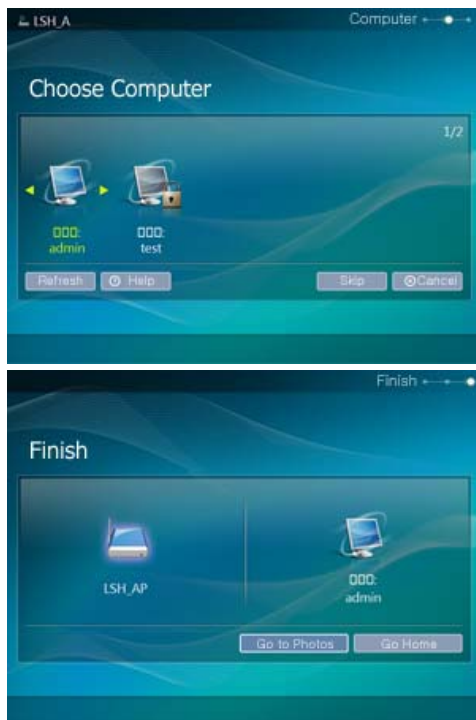 LSH_A
Computer
Choose Computer
1/2
□□□:
admin
□□□:
test
Refresh
Help
Skip
Cancel
Finish
Finish
LSH_AP
□□□:
admin
Go to Photos
Go Home